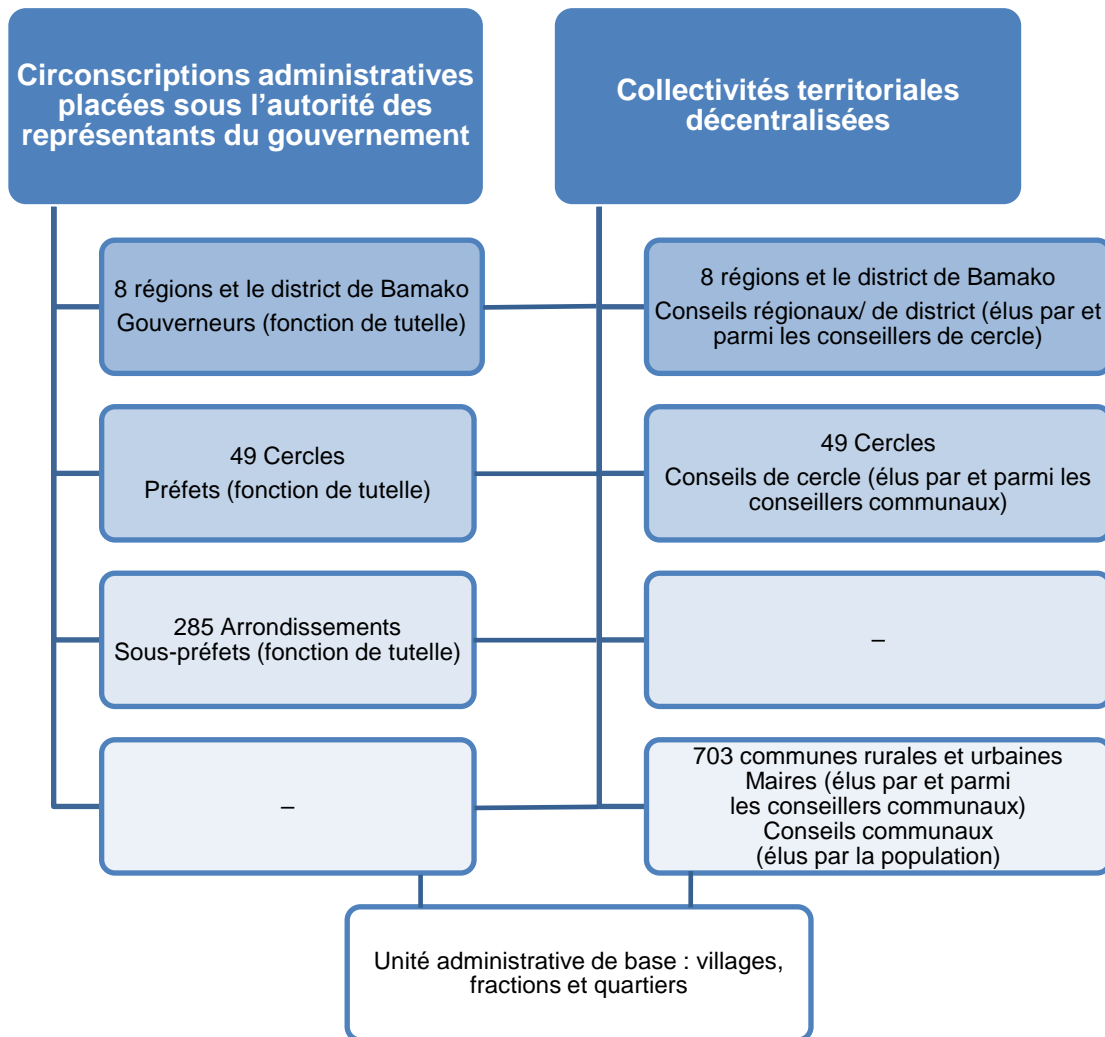 Circonscriptions administratives
placées sous l'autorité des
représentants du gouvernement
Collectivités territoriales
décentralisées
8 régions et le district de Bamako
Gouverneurs (fonction de tutelle)
8 régions et le district de Bamako
Conseils régionaux/ de district (élus par et
parmi les conseillers de cercle)
49 Cercles
Préfets (fonction de tutelle)
49 Cercles
Conseils de cercle (élus par et parmi les
conseillers communaux)
285 Arrondissements
Sous-préfets (fonction de tutelle)
–
–
703 communes rurales et urbaines
Maires (élus par et parmi
les conseillers communaux)
Conseils communaux
(élus par la population)
Unité administrative de base : villages,
fractions et quartiers